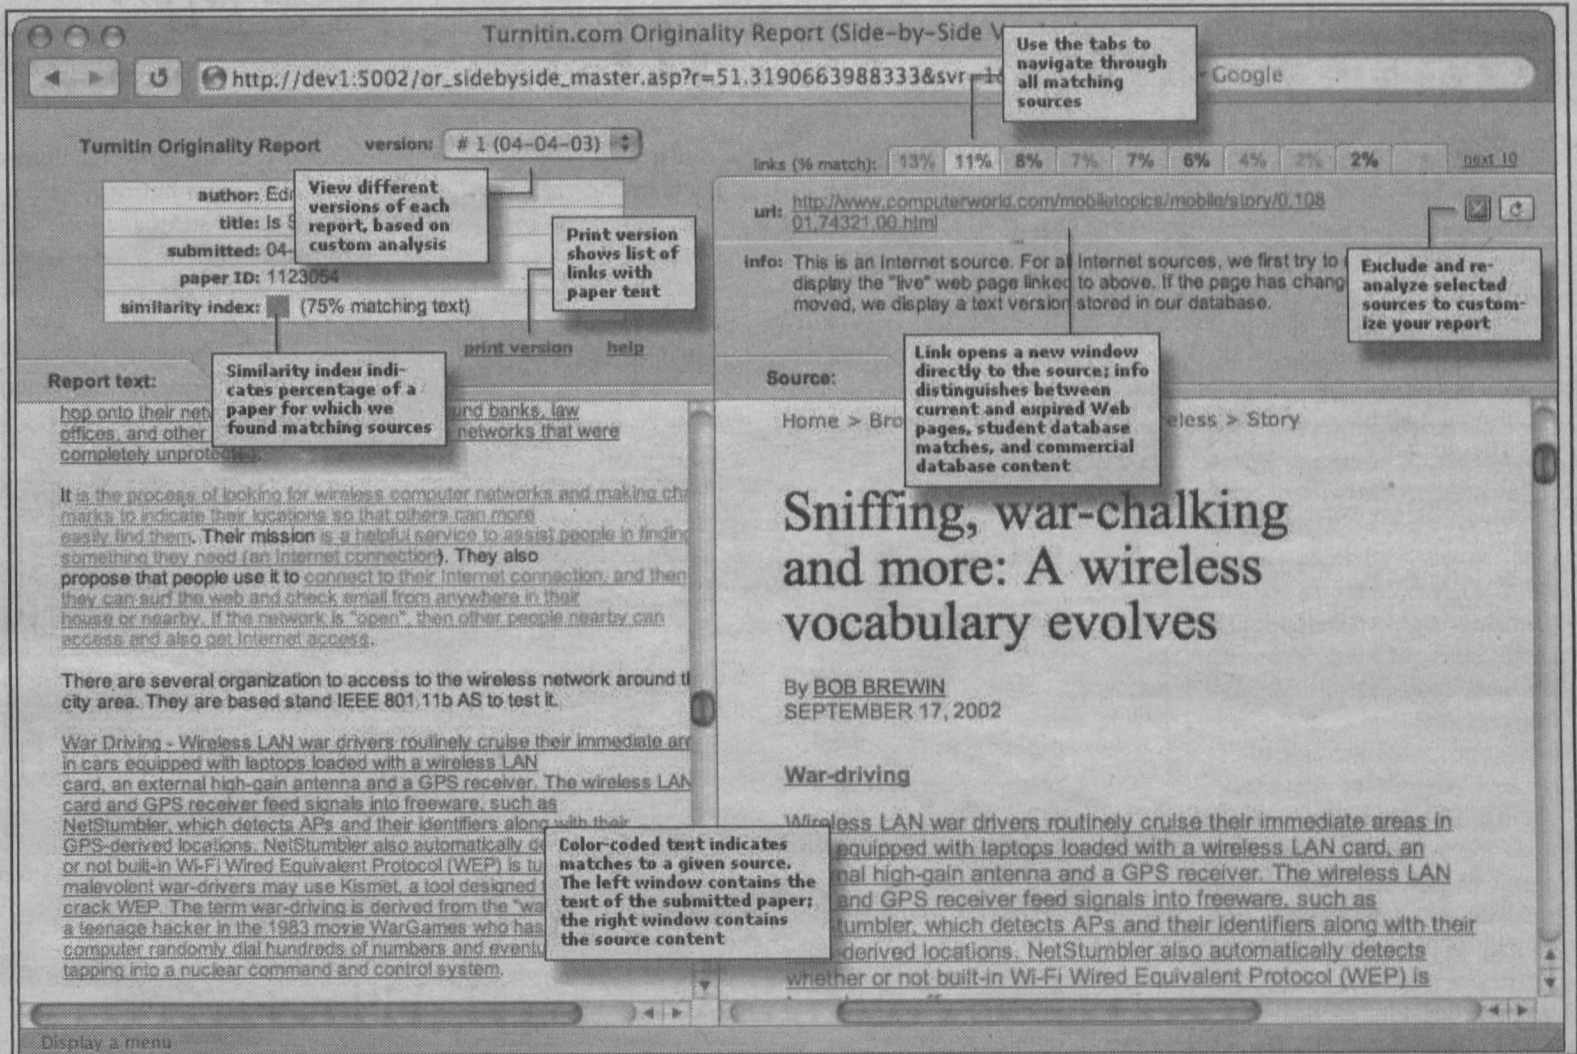 Turnitin.com Originality Report (Side-by-Side V
http://dev1:5002/or_sidebyside_master.asp?r=51.3190663988333&svr=1
Google
Use the tabs to
navigate through
all matching
sources
Turnitin Originality Report
version: # 1 (04-04-03)
author: Ed
title: Is S
submitted: 04-
paper ID: 1123054
similarity index: (75% matching text)
print version help
View different
versions of each
report, based on
custom analysis
Print version
shows list of
links with
paper text
Similarity index indi-
cates percentage of a
paper for which we
found matching sources
links (% match): 13% 11% 8% 7% 7% 6% 4% 2% 2% next 10
url: http://www.computerworld.com/mobiletopics/mobile/story/0,108
01,74321,00.html
info: This is an Internet source. For al Internet sources, we first try to
display the "live" web page linked to above. If the page has chang
moved, we display a text version stored in our database.
Exclude and re-
analyze selected
sources to custom-
ize your report
Link opens a new window
directly to the source; info
distinguishes between
current and expired Web
pages, student database
matches, and commercial
database content
Report text:
hop onto their net und banks, law
offices, and other networks that were
completely unprotected.
It is the process of looking for wireless computer networks and making cha
marks to indicate their locations so that others can more
easily find them. Their mission is a helpful service to assist people in finding
something they need (an Internet connection). They also
propose that people use it to connect to their Internet connection, and then
they can surf the web and check email from anywhere in their
house or nearby. If the network is "open", then other people nearby can
access and also get Internet access.
There are several organization to access to the wireless network around t
city area. They are based stand IEEE 801.11b AS to test it.
War Driving - Wireless LAN war drivers routinely cruise their immediate are
in cars equipped with laptops loaded with a wireless LAN
card, an external high-gain antenna and a GPS receiver. The wireless LAN
card and GPS receiver feed signals into freeware, such as
NetStumbler, which detects APs and their identifiers along with their
GPS-derived locations. NetStumbler also automatically de
or not built-in Wi-Fi Wired Equivalent Protocol (WEP) is tu
malevolent war-drivers may use Kismet, a tool designed
crack WEP. The term war-driving is derived from the "wa
a teenage hacker in the 1983 movie WarGames who has
computer randomly dial hundreds of numbers and eventu
tapping into a nuclear command and control system.
Color-coded text indicates
matches to a given source.
The left window contains the
text of the submitted paper;
the right window contains
the source content
Source:
Home > Bro eless > Story
Sniffing, war-chalking
and more: A wireless
vocabulary evolves
By BOB BREWIN
SEPTEMBER 17, 2002
War-driving
Wireless LAN war drivers routinely cruise their immediate areas in
equipped with laptops loaded with a wireless LAN card, an
nal high-gain antenna and a GPS receiver. The wireless LAN
and GPS receiver feed signals into freeware, such as
tumbler, which detects APs and their identifiers along with their
derived locations. NetStumbler also automatically detects
whether or not built-in Wi-Fi Wired Equivalent Protocol (WEP) is
Display a menu